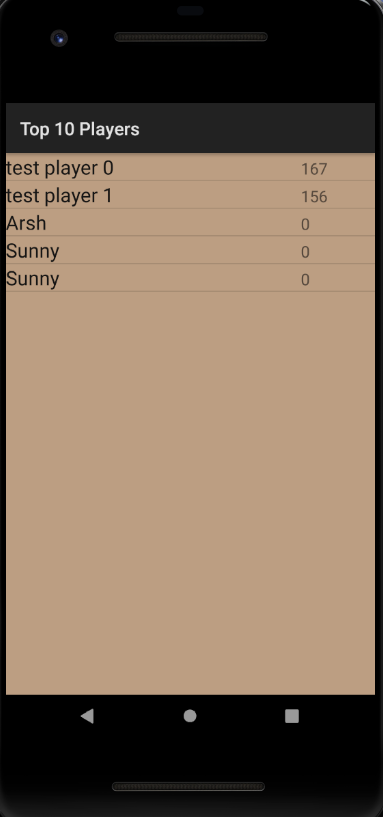 Top 10 Players
test player 0 167
test player 1 156
Arsh 0
Sunny 0
Sunny 0